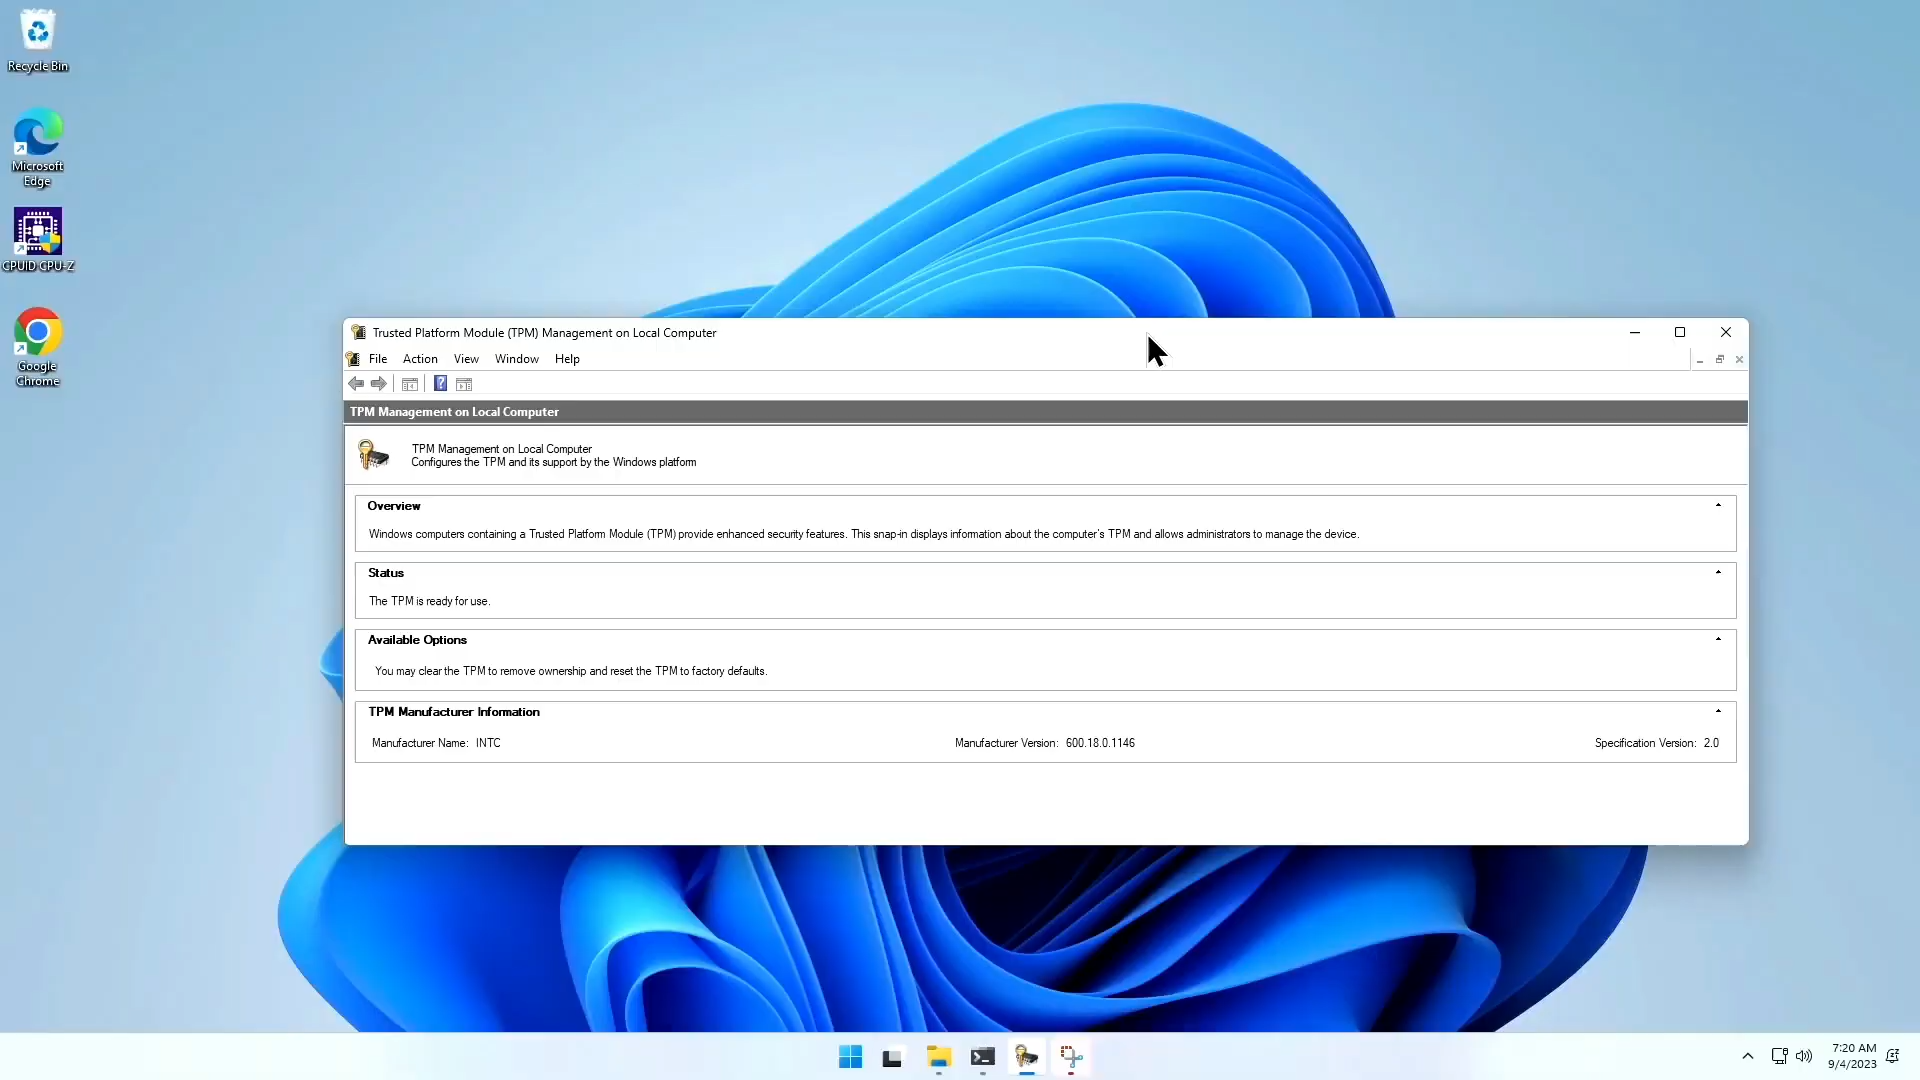 Recycle Bin
Microsoft
Edge
CPUID CPU-Z
Google
Chrome
Trusted Platform Module (TPM) Management on Local Computer
File Action View Window Help
TPM Management on Local Computer
TPM Management on Local Computer
Configures the TPM and its support by the Windows platform
Overview
Windows computers containing a Trusted Platform Module (TPM) provide enhanced security features. This snap-in displays information about the computer's TPM and allows administrators to manage the device.
Status
The TPM is ready for use.
Available Options
You may clear the TPM to remove ownership and reset the TPM to factory defaults.
TPM Manufacturer Information
Manufacturer Name: INTC Manufacturer Version: 600.18.0.1146 Specification Version: 2.0
7:20 AM
9/4/2023